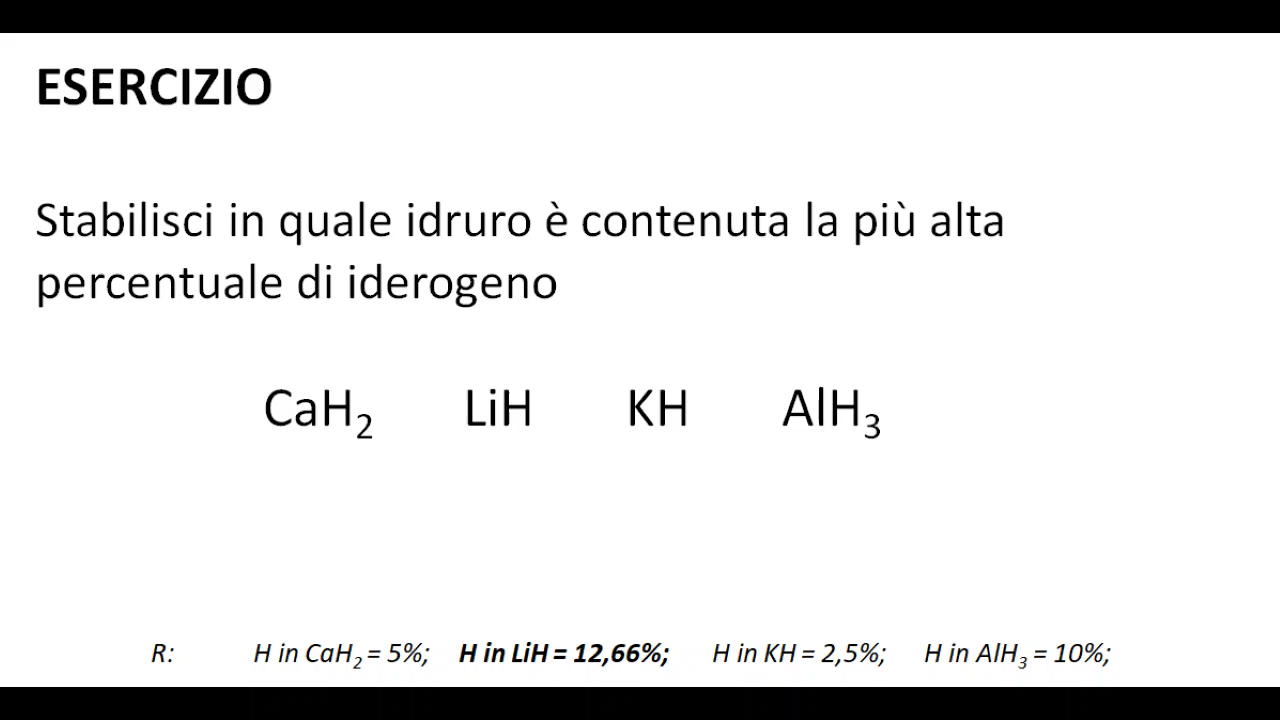 ESERCIZIO
Stabilisci in quale idruro è contenuta la più alta
percentuale di iderogeno
CaH₂ LiH KH AlH₃
R: H in CaH₂ = 5%; H in LiH = 12,66%; H in KH = 2,5%; H in AlH₃ = 10%;